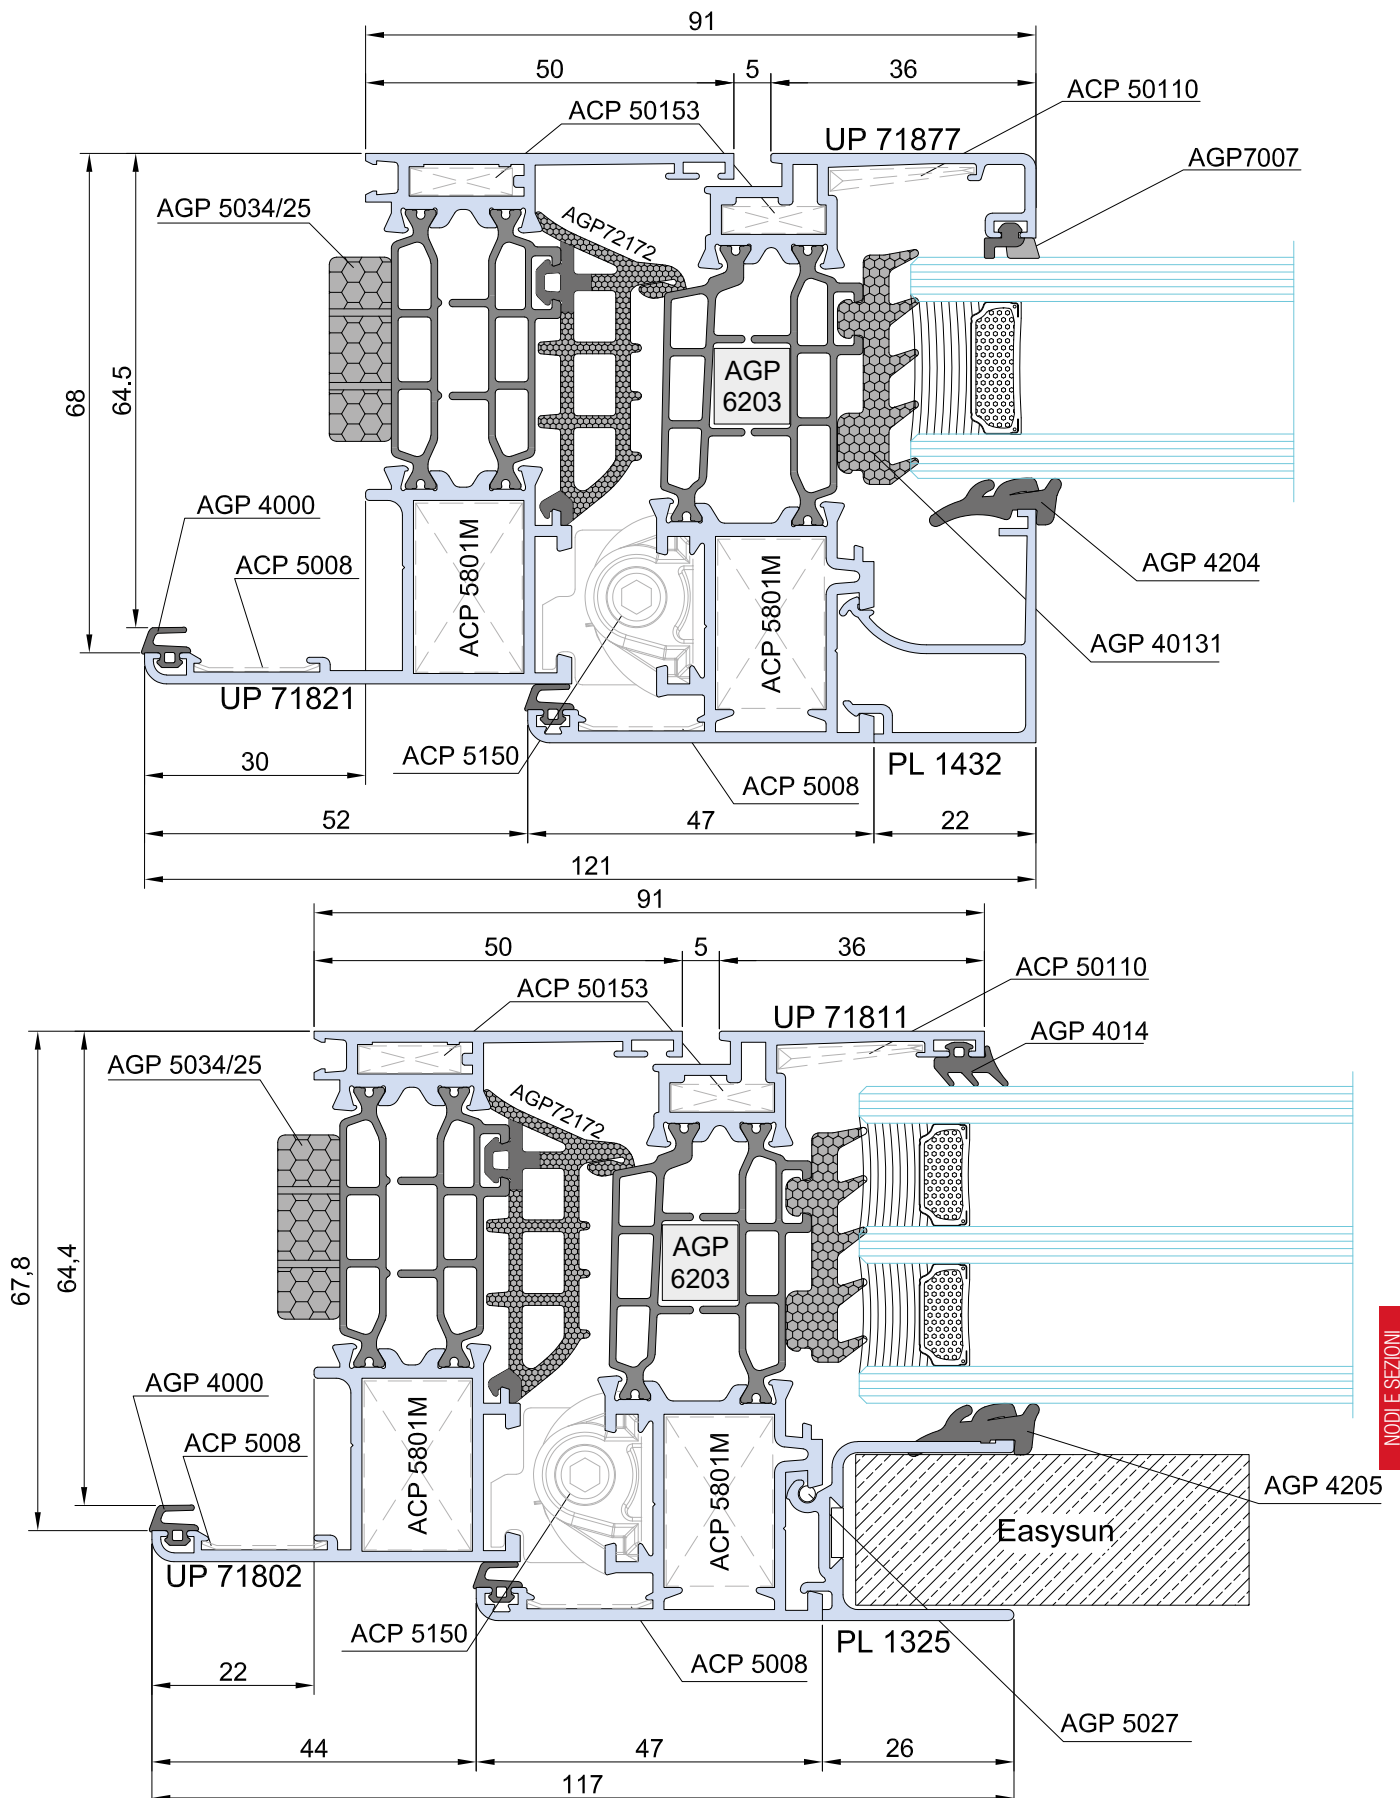 91
50
5
36
ACP 50110
ACP 50153
UP 71877
AGP7007
AGP 5034/25
AGP72172
68
64.5
AGP
6203
AGP 4000
ACP 5008
ACP 5801M
ACP 5801M
AGP 4204
AGP 40131
UP 71821
ACP 5150
PL 1432
30
ACP 5008
52
47
22
121
91
50
5
36
ACP 50110
ACP 50153
UP 71811
AGP 4014
AGP 5034/25
AGP72172
67,8
64,4
AGP
6203
NODI E SEZIONI
AGP 4000
ACP 5008
ACP 5801M
ACP 5801M
AGP 4205
Easysun
UP 71802
ACP 5150
PL 1325
22
ACP 5008
AGP 5027
44
47
26
117